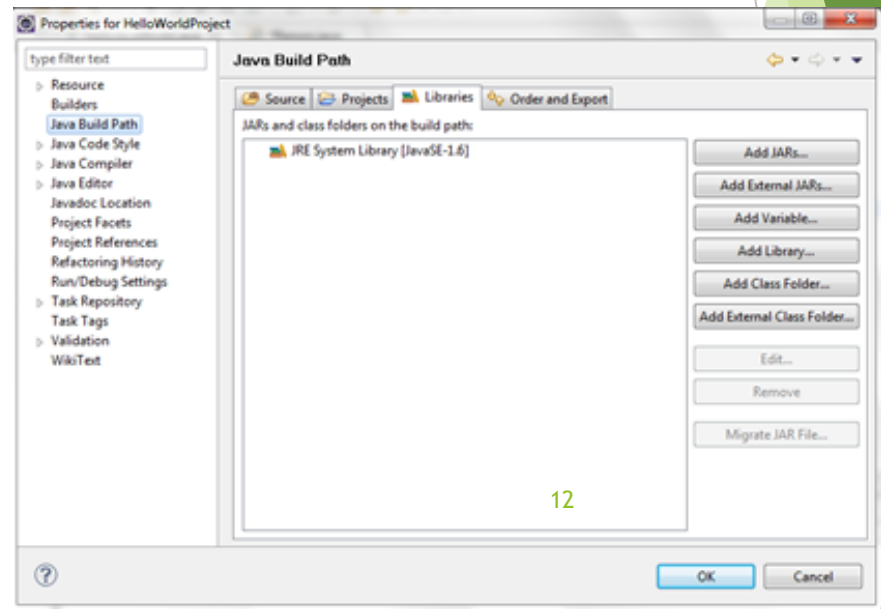 Properties for HelloWorldProject
type filter text
Resource
Builders
Java Build Path
Java Code Style
Java Compiler
Java Editor
Javadoc Location
Project Facets
Project References
Refactoring History
Run/Debug Settings
Task Repository
Task Tags
Validation
WikiText
Java Build Path
Source Projects Libraries Order and Export
JARs and class folders on the build path:
JRE System Library [JavaSE-1.6]
Add JARs...
Add External JARs...
Add Variable...
Add Library...
Add Class Folder...
Add External Class Folder...
Edit...
Remove
Migrate JAR File...
12
OK Cancel